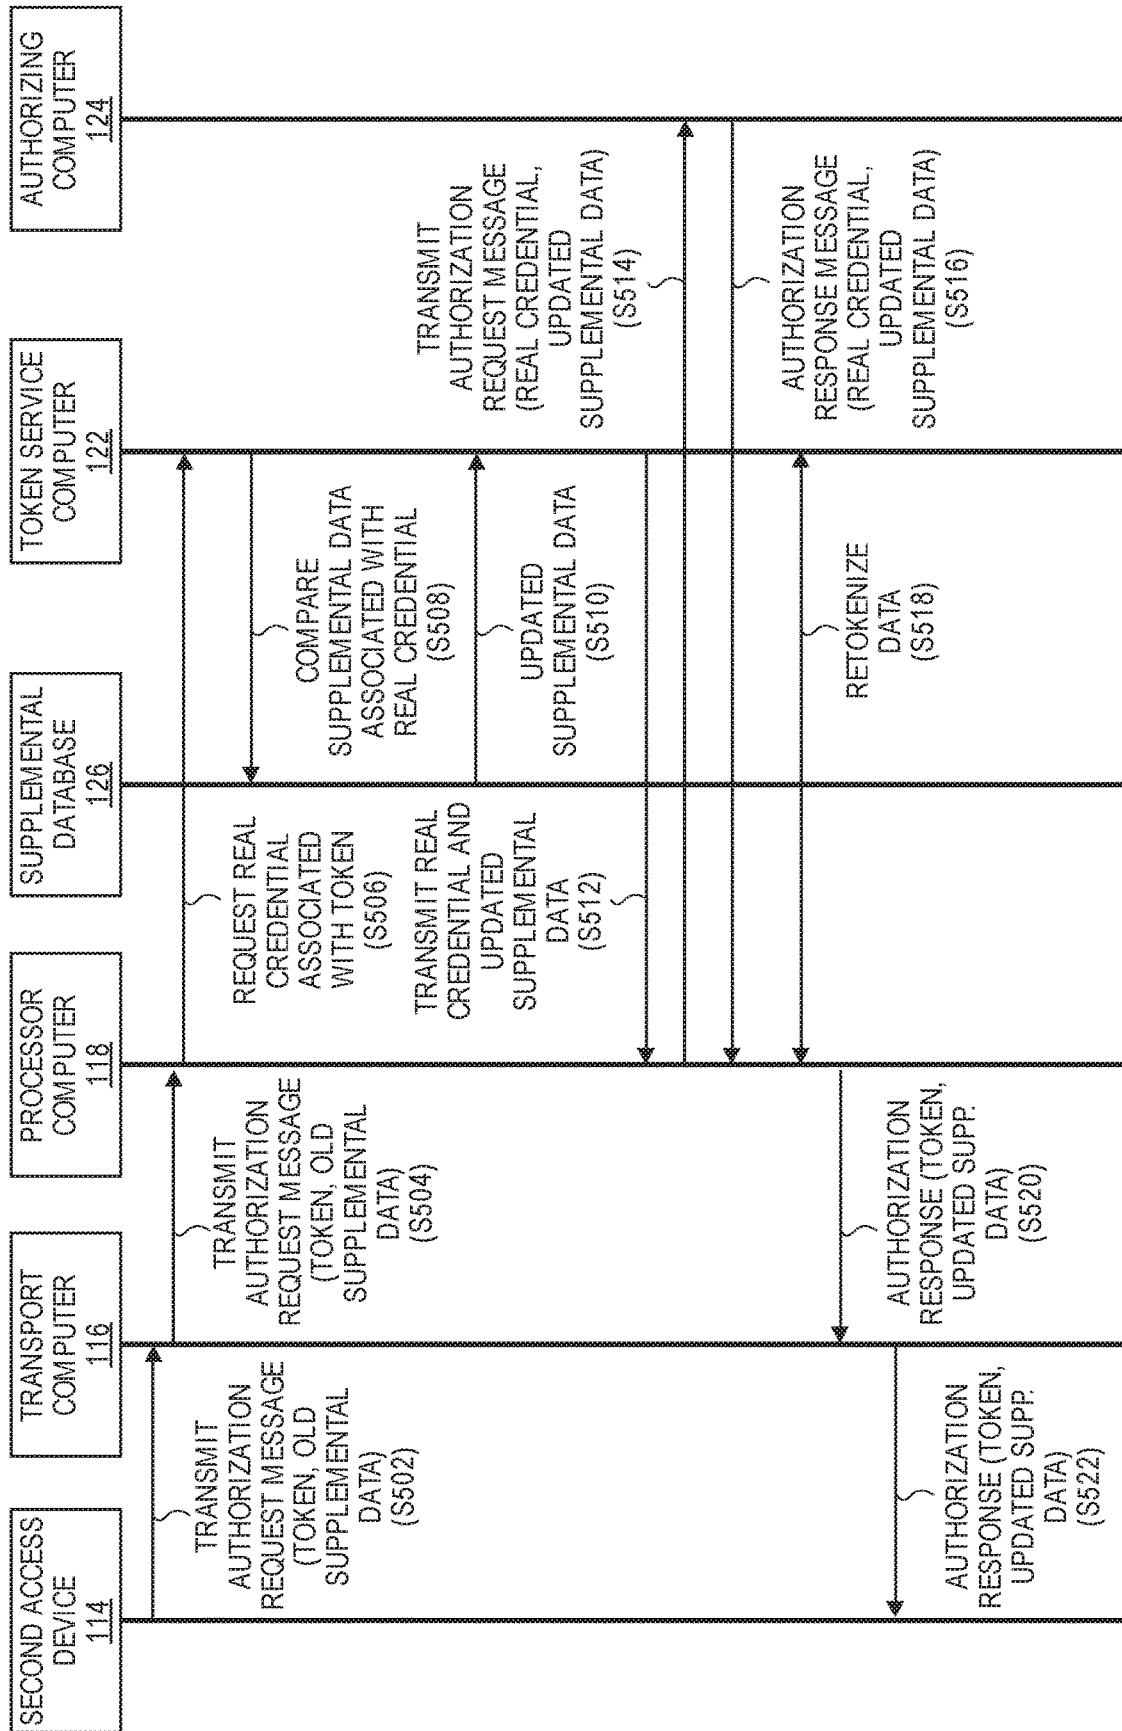 SECOND ACCESS
DEVICE
114
TRANSPORT
COMPUTER
116
PROCESSOR
COMPUTER
118
SUPPLEMENTAL
DATABASE
126
TOKEN SERVICE
COMPUTER
122
AUTHORIZING
COMPUTER
124
TRANSMIT
AUTHORIZATION
REQUEST MESSAGE
(TOKEN, OLD
SUPPLEMENTAL
DATA)
(S502)
TRANSMIT
AUTHORIZATION
REQUEST MESSAGE
(TOKEN, OLD
SUPPLEMENTAL
DATA)
(S504)
REQUEST REAL
CREDENTIAL
ASSOCIATED
WITH TOKEN
(S506)
COMPARE
SUPPLEMENTAL DATA
ASSOCIATED WITH
REAL CREDENTIAL
(S508)
UPDATED
SUPPLEMENTAL DATA
(S510)
TRANSMIT REAL
CREDENTIAL AND
UPDATED
SUPPLEMENTAL
DATA
(S512)
TRANSMIT
AUTHORIZATION
REQUEST MESSAGE
(REAL CREDENTIAL,
UPDATED
SUPPLEMENTAL DATA)
(S514)
AUTHORIZATION
RESPONSE MESSAGE
(REAL CREDENTIAL,
UPDATED
SUPPLEMENTAL DATA)
(S516)
RETOKENIZE
DATA
(S518)
AUTHORIZATION
RESPONSE (TOKEN,
UPDATED SUPP.
DATA)
(S520)
AUTHORIZATION
RESPONSE (TOKEN,
UPDATED SUPP.
DATA)
(S522)